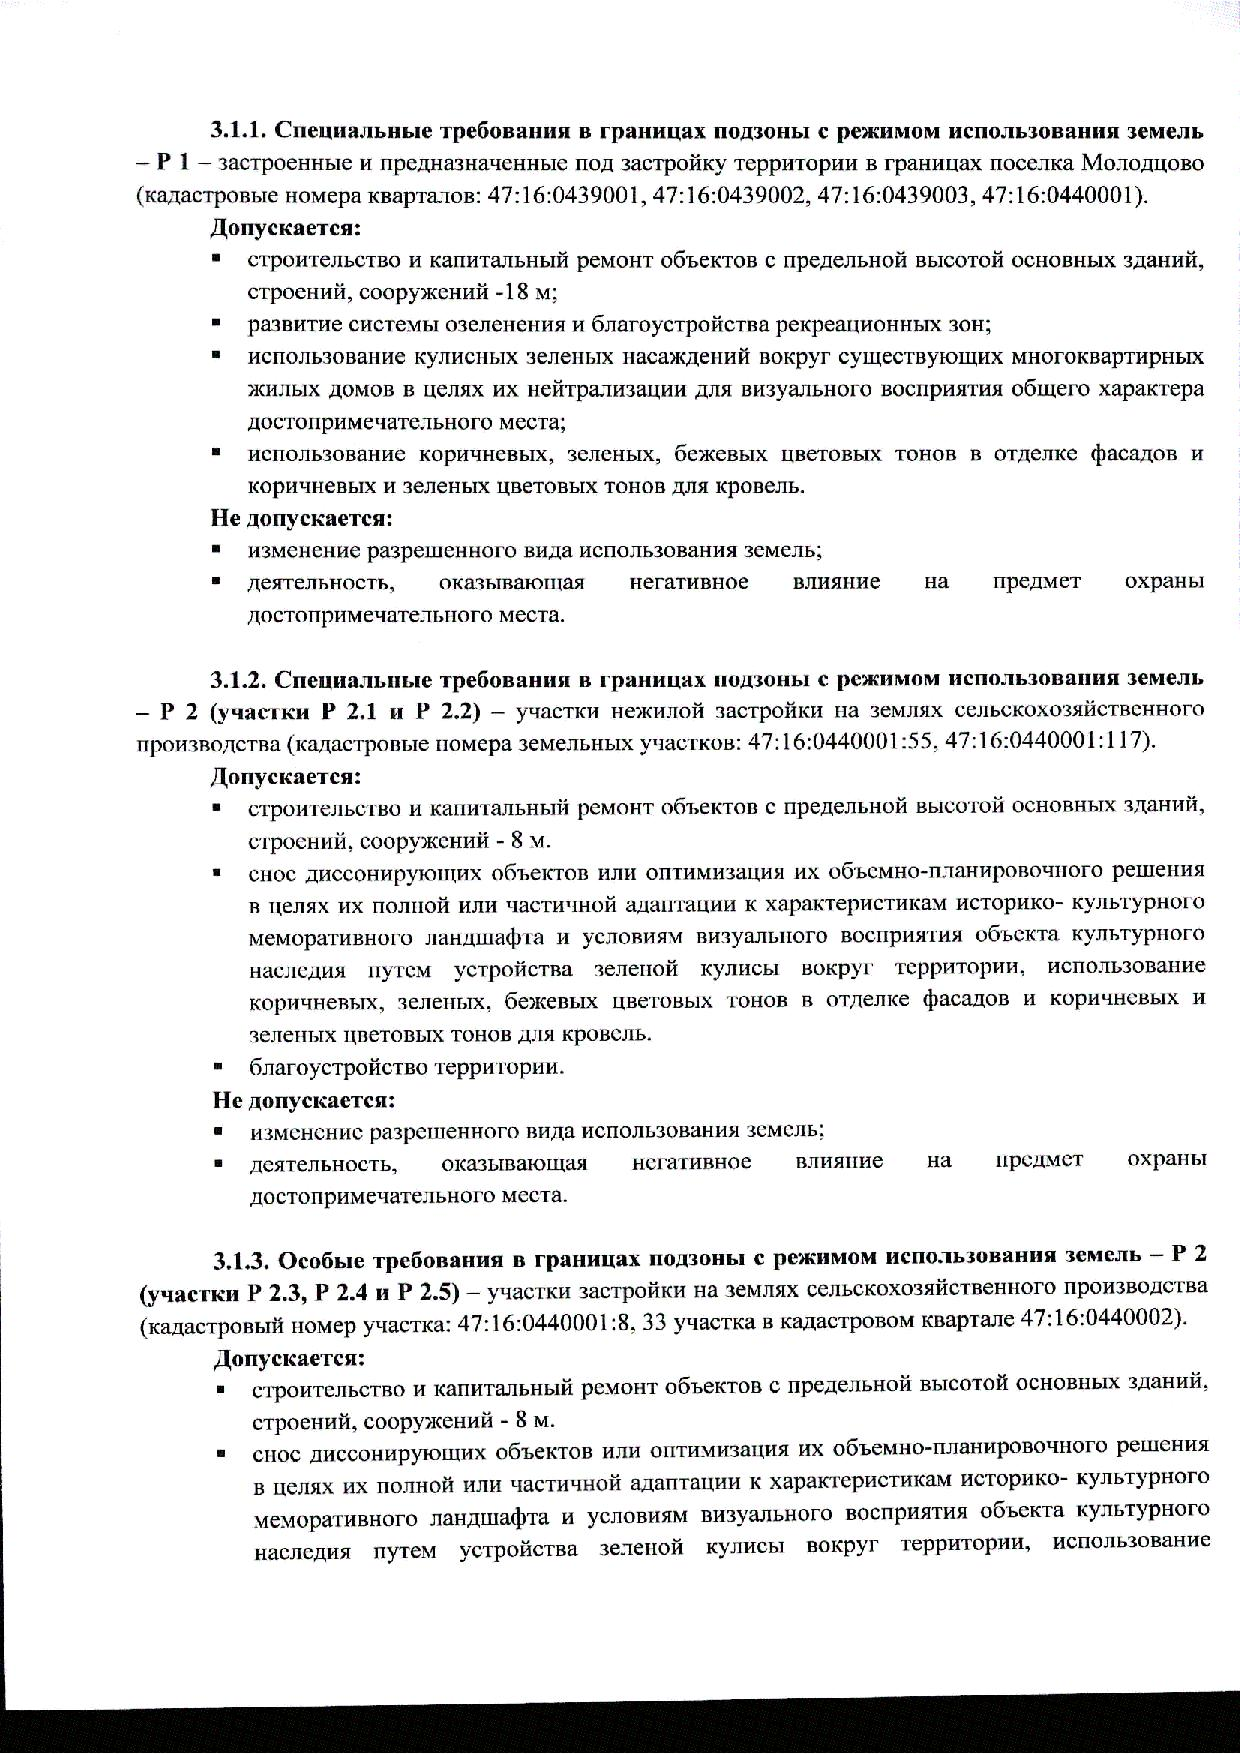 3.1.1. Специальные требования в границах подзоны с режимом использования земель
– Р 1 – застроенные и предназначенные под застройку территории в границах поселка Молодцово
(кадастровые номера кварталов: 47:16:0439001, 47:16:0439002, 47:16:0439003, 47:16:0440001).
Допускается:
▪ строительство и капитальный ремонт объектов с предельной высотой основных зданий,
строений, сооружений -18 м;
▪ развитие системы озеленения и благоустройства рекреационных зон;
▪ использование кулисных зеленых насаждений вокруг существующих многоквартирных
жилых домов в целях их нейтрализации для визуального восприятия общего характера
достопримечательного места;
▪ использование коричневых, зеленых, бежевых цветовых тонов в отделке фасадов и
коричневых и зеленых цветовых тонов для кровель.
Не допускается:
▪ изменение разрешенного вида использования земель;
▪ деятельность, оказывающая негативное влияние на предмет охраны
достопримечательного места.
3.1.2. Специальные требования в границах подзоны с режимом использования земель
– Р 2 (участки Р 2.1 и Р 2.2) – участки нежилой застройки на землях сельскохозяйственного
производства (кадастровые номера земельных участков: 47:16:0440001:55, 47:16:0440001:117).
Допускается:
▪ строительство и капитальный ремонт объектов с предельной высотой основных зданий,
строений, сооружений - 8 м.
▪ снос диссонирующих объектов или оптимизация их объемно-планировочного решения
в целях их полной или частичной адаптации к характеристикам историко- культурного
меморативного ландшафта и условиям визуального восприятия объекта культурного
наследия путем устройства зеленой кулисы вокруг территории, использование
коричневых, зеленых, бежевых цветовых тонов в отделке фасадов и коричневых и
зеленых цветовых тонов для кровель.
▪ благоустройство территории.
Не допускается:
▪ изменение разрешенного вида использования земель;
▪ деятельность, оказывающая негативное влияние на предмет охраны
достопримечательного места.
3.1.3. Особые требования в границах подзоны с режимом использования земель – Р 2
(участки Р 2.3, Р 2.4 и Р 2.5) – участки застройки на землях сельскохозяйственного производства
(кадастровый номер участка: 47:16:0440001:8, 33 участка в кадастровом квартале 47:16:0440002).
Допускается:
▪ строительство и капитальный ремонт объектов с предельной высотой основных зданий,
строений, сооружений - 8 м.
▪ снос диссонирующих объектов или оптимизация их объемно-планировочного решения
в целях их полной или частичной адаптации к характеристикам историко- культурного
меморативного ландшафта и условиям визуального восприятия объекта культурного
наследия путем устройства зеленой кулисы вокруг территории, использование